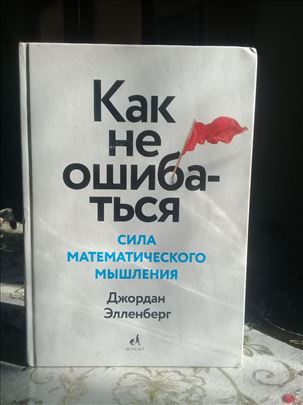 Как
не
ошиба-
ться
СИЛА
МАТЕМАТИЧЕСКОГО
МЫШЛЕНИЯ
Джордан
Элленберг